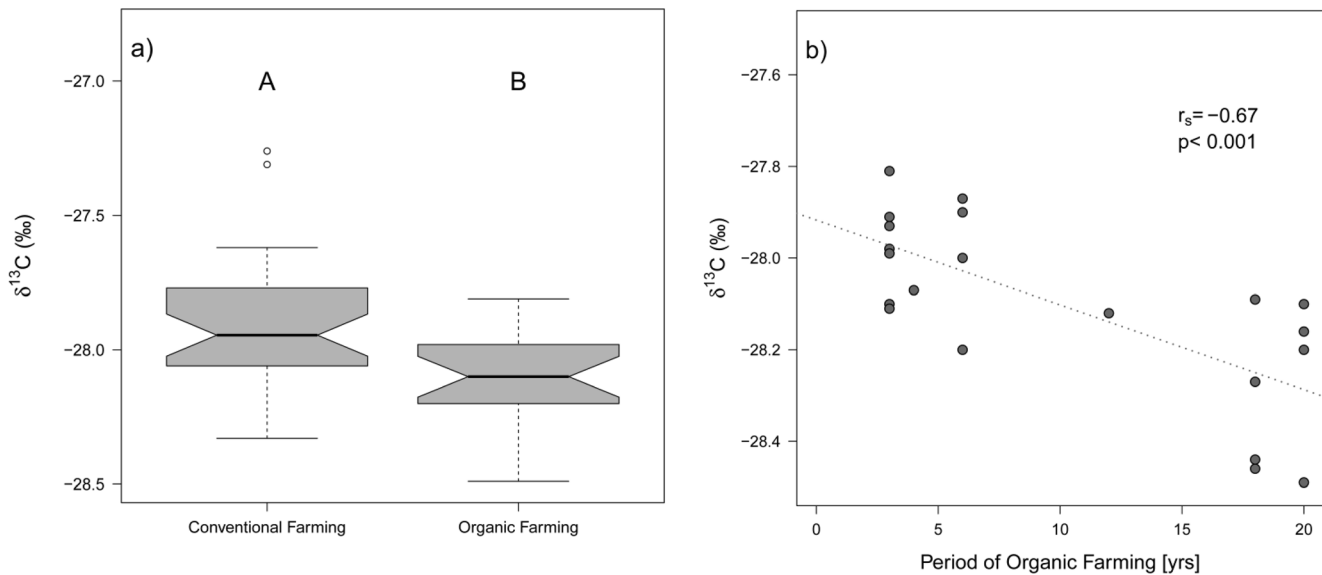 a)
A
B
−27.0
−27.5
−28.0
−28.5
δ¹³C (‰)
Conventional Farming
Organic Farming
b)
rₛ= −0.67
p< 0.001
−27.6
−27.8
−28.0
−28.2
−28.4
δ¹³C (‰)
0 5 10 15 20
Period of Organic Farming [yrs]